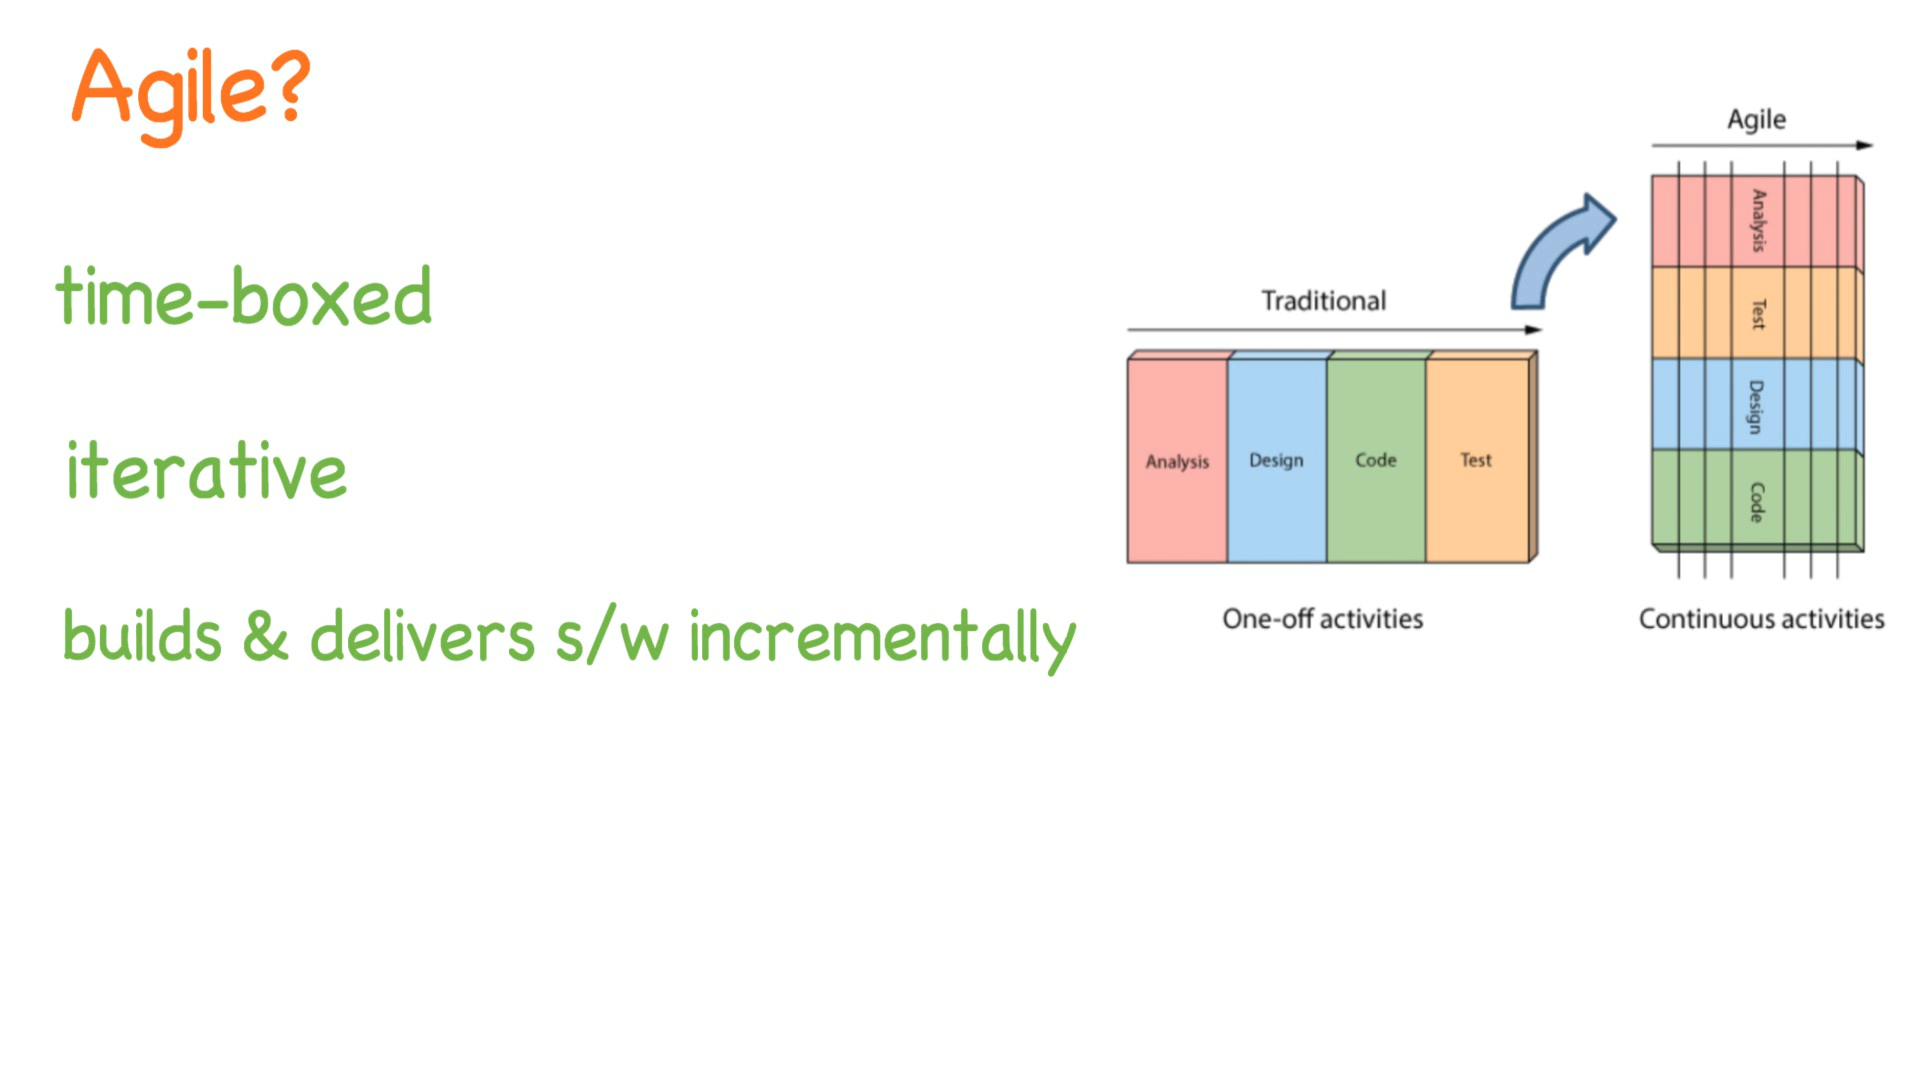 Agile?
time-boxed
iterative
builds & delivers s/w incrementally
Traditional
Analysis
Design
Code
Test
One-off activities
Agile
Analysis
Test
Design
Code
Continuous activities